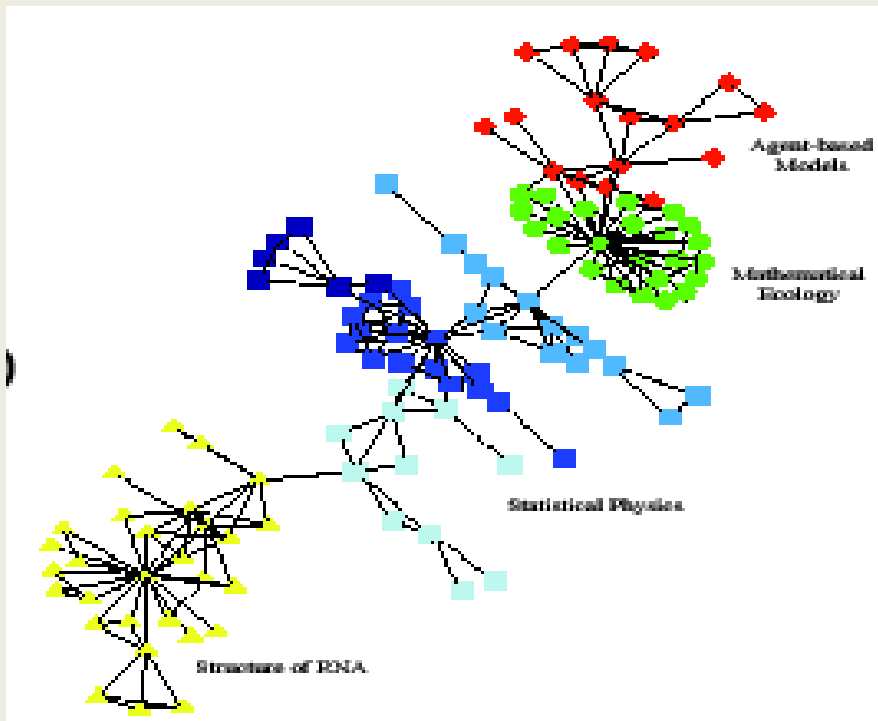 Agent-based
Models
Mathematical
Ecology
Statistical Physics
Structure of RNA